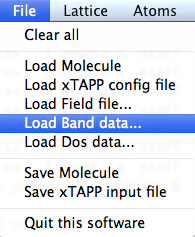 File Lattice Atoms
Clear all
Load Molecule
Load xTAPP config file
Load Field file...
Load Band data...
Load Dos data...
Save Molecule
Save xTAPP input file
Quit this software